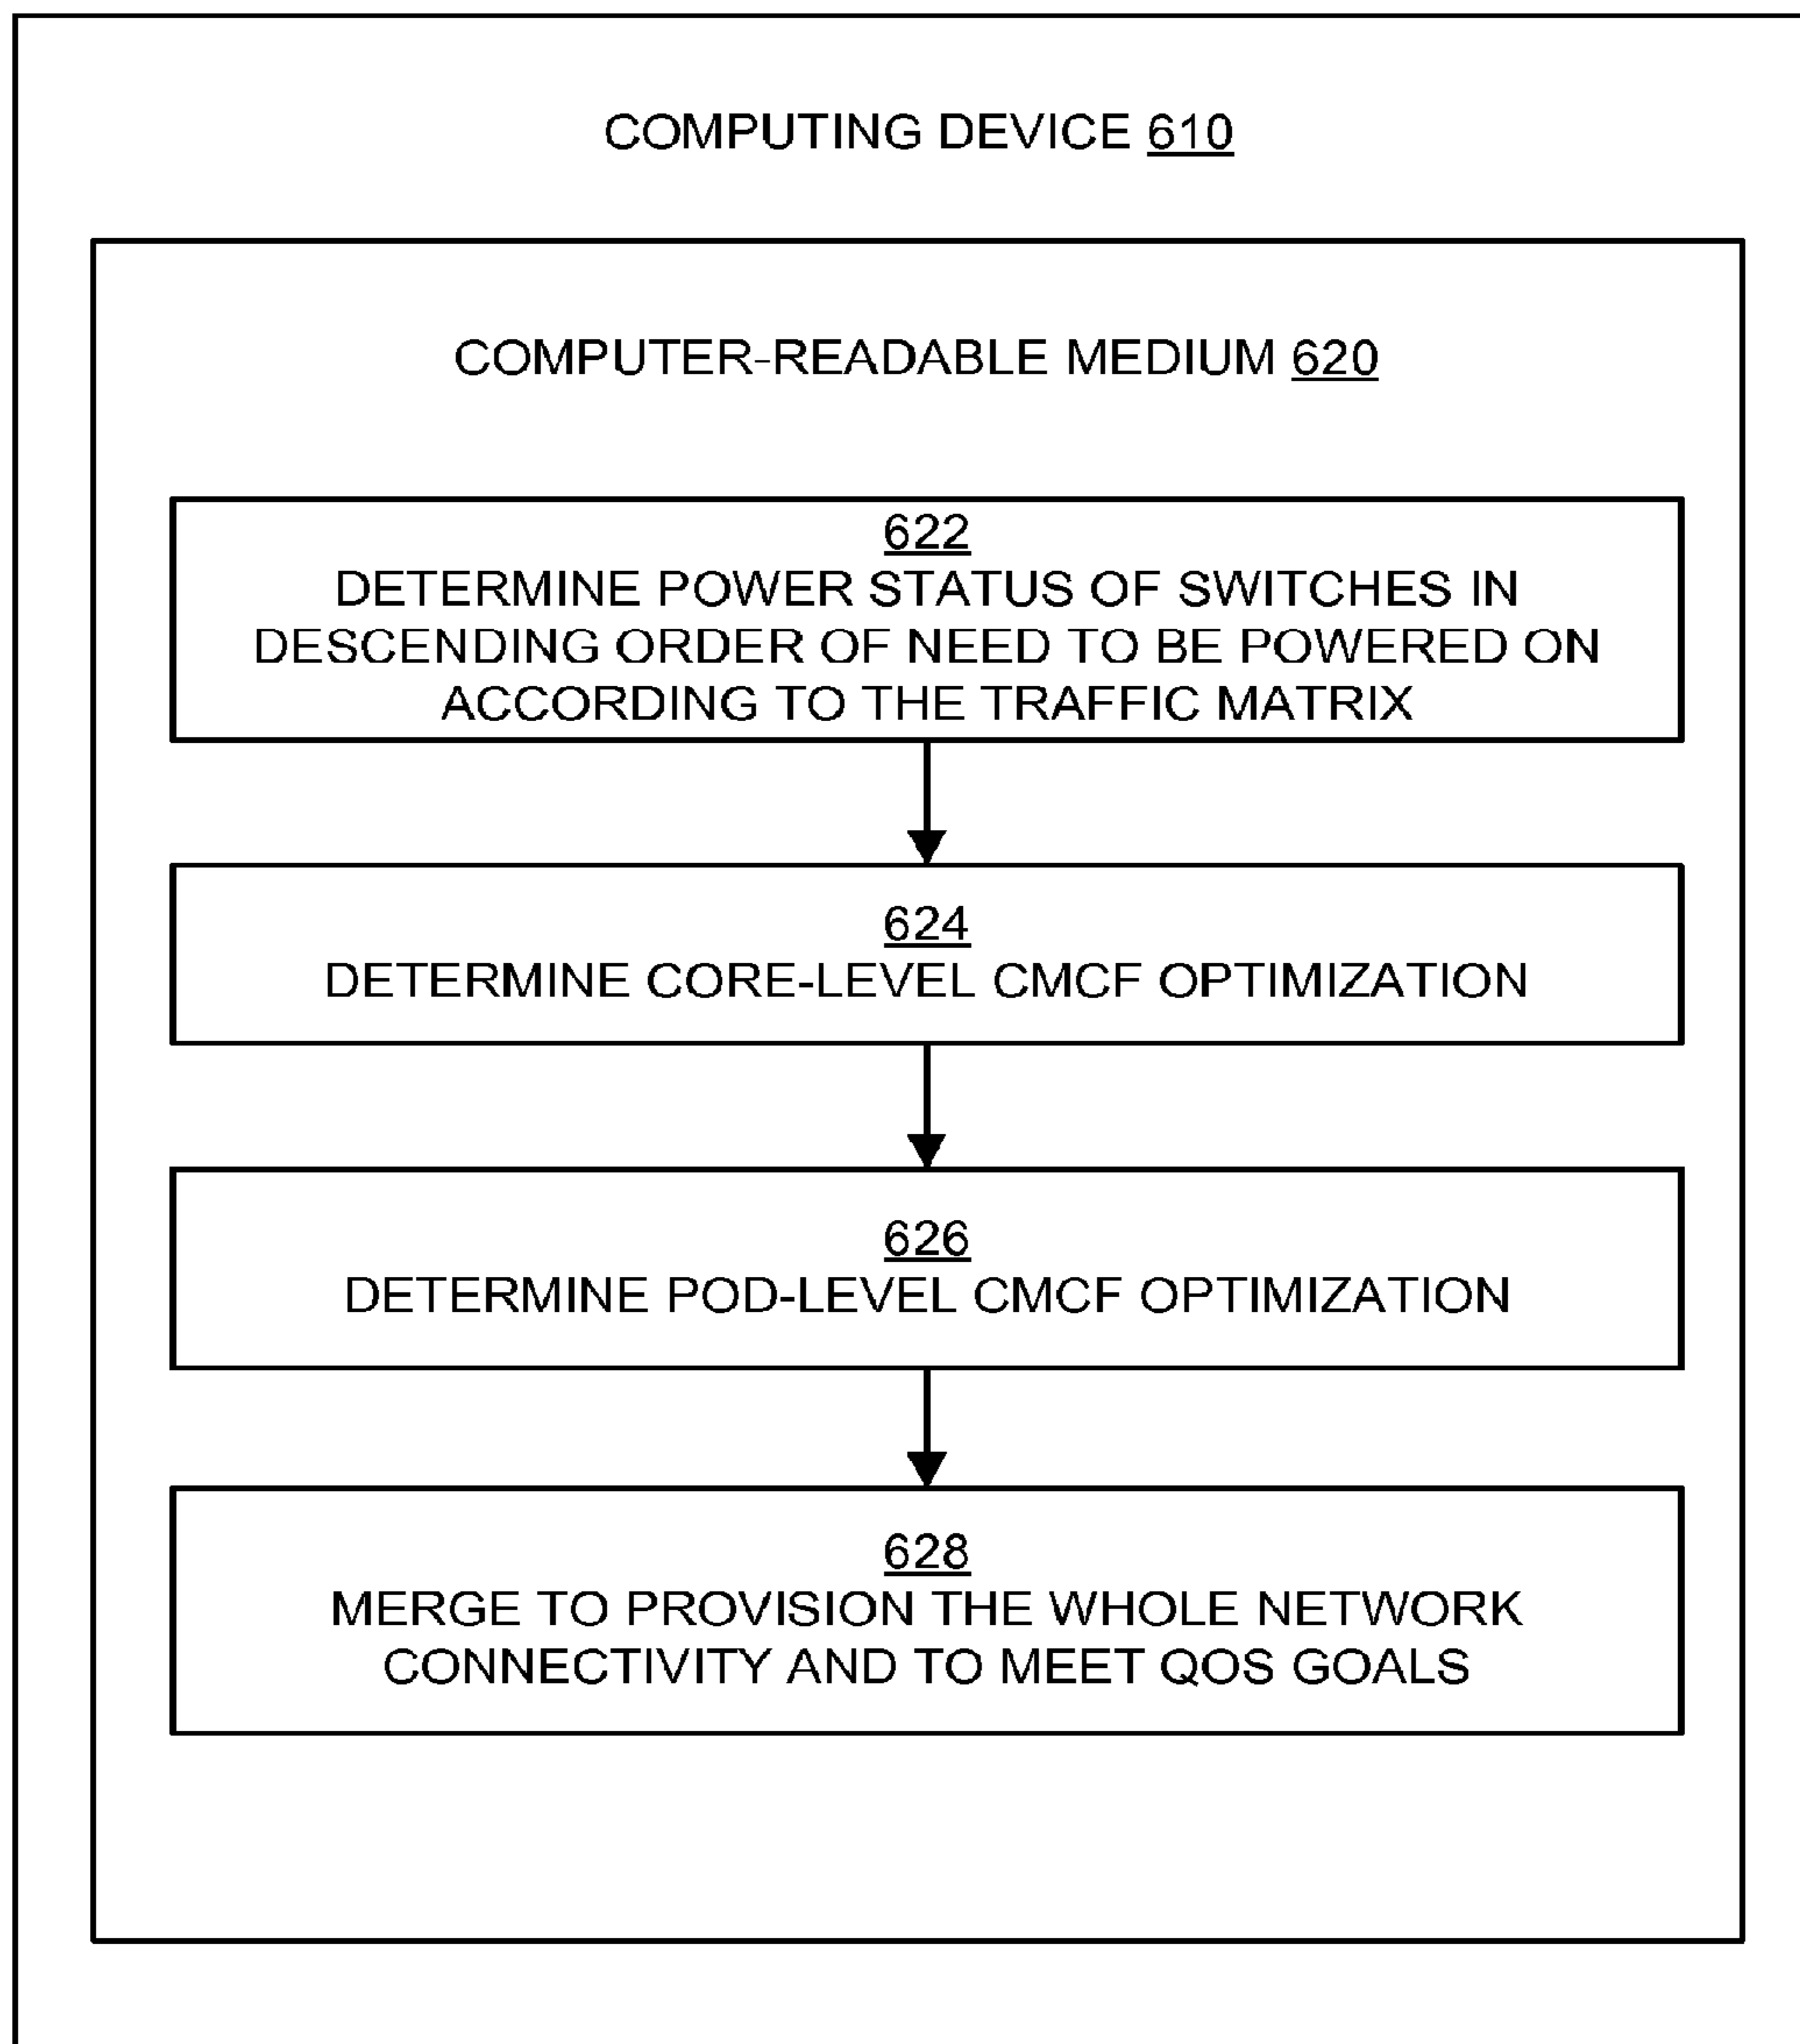 COMPUTING DEVICE 610
COMPUTER-READABLE MEDIUM 620
622
DETERMINE POWER STATUS OF SWITCHES IN
DESCENDING ORDER OF NEED TO BE POWERED ON
ACCORDING TO THE TRAFFIC MATRIX
624
DETERMINE CORE-LEVEL CMCF OPTIMIZATION
626
DETERMINE POD-LEVEL CMCF OPTIMIZATION
628
MERGE TO PROVISION THE WHOLE NETWORK
CONNECTIVITY AND TO MEET QOS GOALS